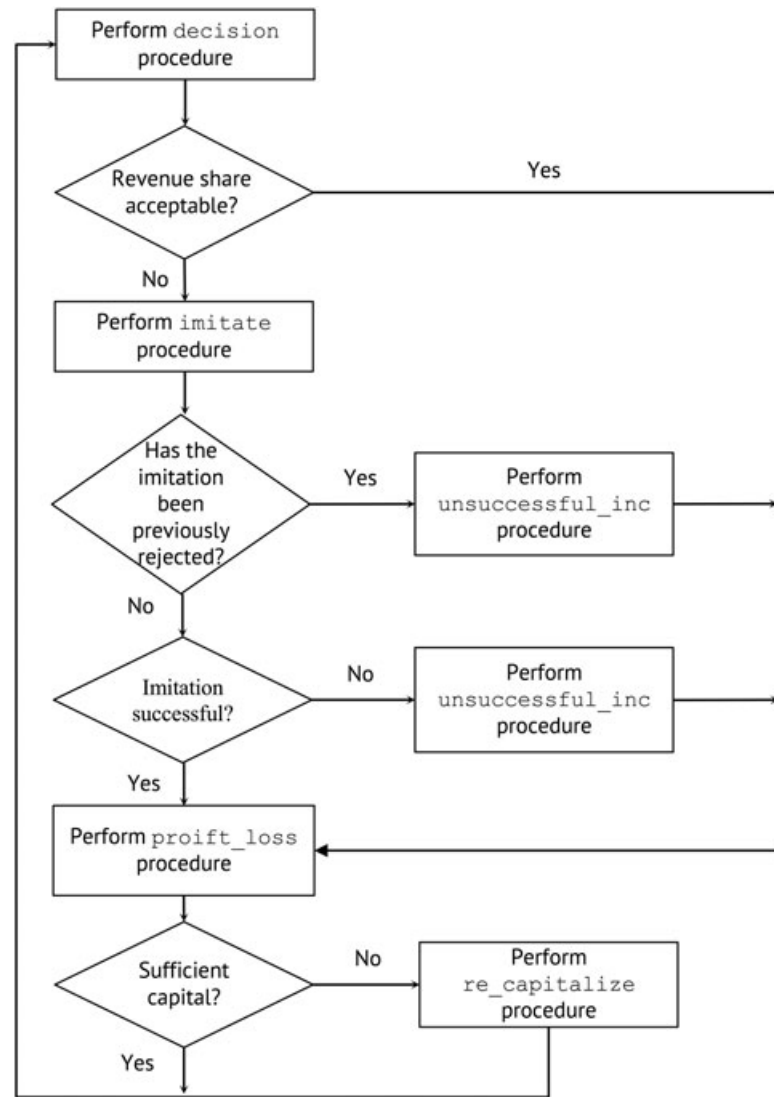 Perform decision
procedure
Revenue share
acceptable?
Yes
No
Perform imitate
procedure
Has the
imitation
been
previously
rejected?
Yes
Perform
unsuccessful_inc
procedure
No
Imitation
successful?
No
Perform
unsuccessful_inc
procedure
Yes
Perform proift_loss
procedure
Sufficient
capital?
No
Perform
re_capitalize
procedure
Yes